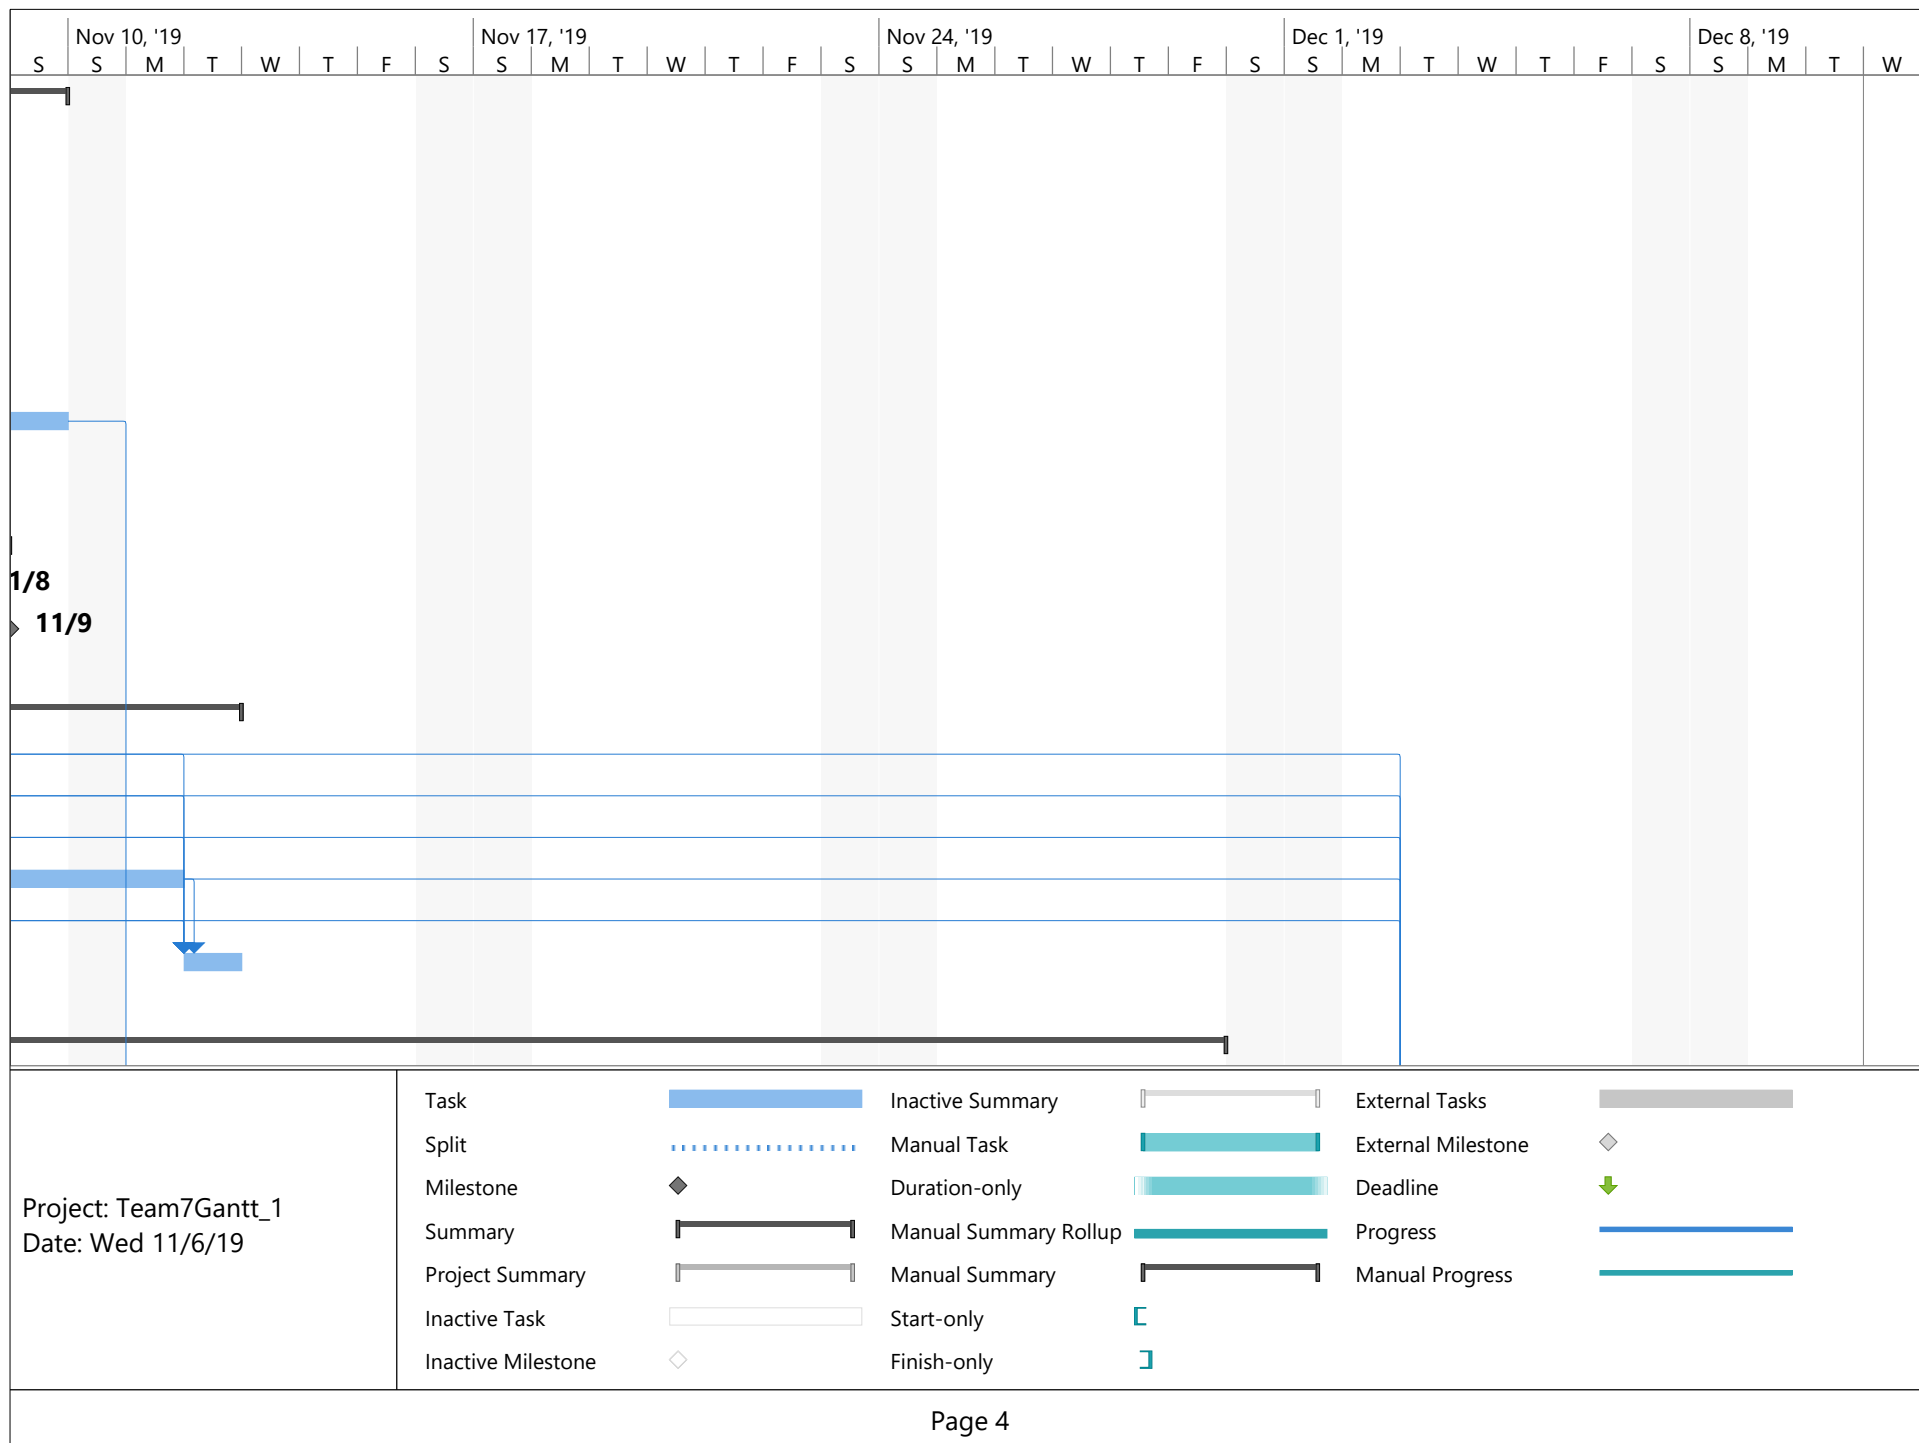 Nov 10, '19 Nov 17, '19 Nov 24, '19 Dec 1, '19 Dec 8, '19
S S M T W T F S S M T W T F S S M T W T F S S M T W T F S S M T W
1/8
11/9
Project: Team7Gantt_1
Date: Wed 11/6/19
Task
Split
Milestone
Summary
Project Summary
Inactive Task
Inactive Milestone
Inactive Summary
Manual Task
Duration-only
Manual Summary Rollup
Manual Summary
Start-only
Finish-only
External Tasks
External Milestone
Deadline
Progress
Manual Progress
Page 4